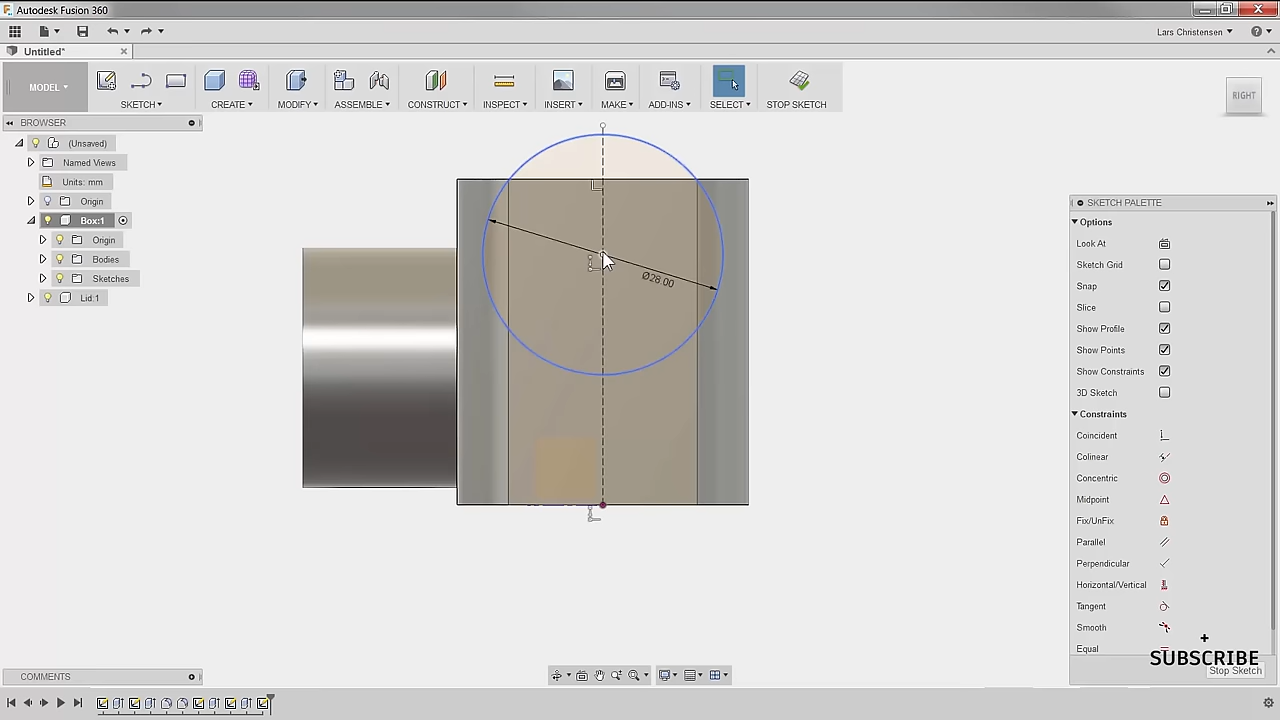 Autodesk Fusion 360
Lars Christensen
Untitled*
MODEL
SKETCH
CREATE
MODIFY
ASSEMBLE
CONSTRUCT
INSPECT
INSERT
MAKE
ADD-INS
SELECT
STOP SKETCH
RIGHT
BROWSER
(Unsaved)
Named Views
Units: mm
Origin
Box:1
Origin
Bodies
Sketches
Lid:1
Ø28.00
SKETCH PALETTE
Options
Look At
Sketch Grid
Snap
Slice
Show Profile
Show Points
Show Constraints
3D Sketch
Constraints
Coincident
Colinear
Concentric
Midpoint
Fix/UnFix
Parallel
Perpendicular
Horizontal/Vertical
Tangent
Smooth
Equal
SUBSCRIBE
Stop Sketch
COMMENTS